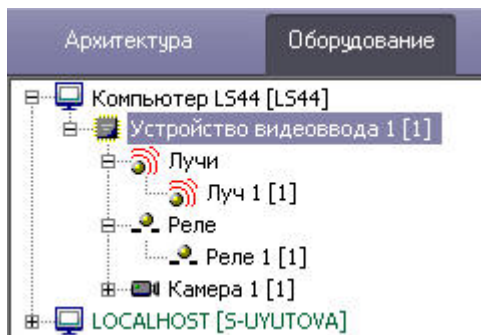 Архитектура Оборудование
Компьютер LS44 [LS44]
Устройство видеоввода 1 [1]
Лучи
Луч 1 [1]
Реле
Реле 1 [1]
Камера 1 [1]
LOCALHOST [S-UYUTOVA]